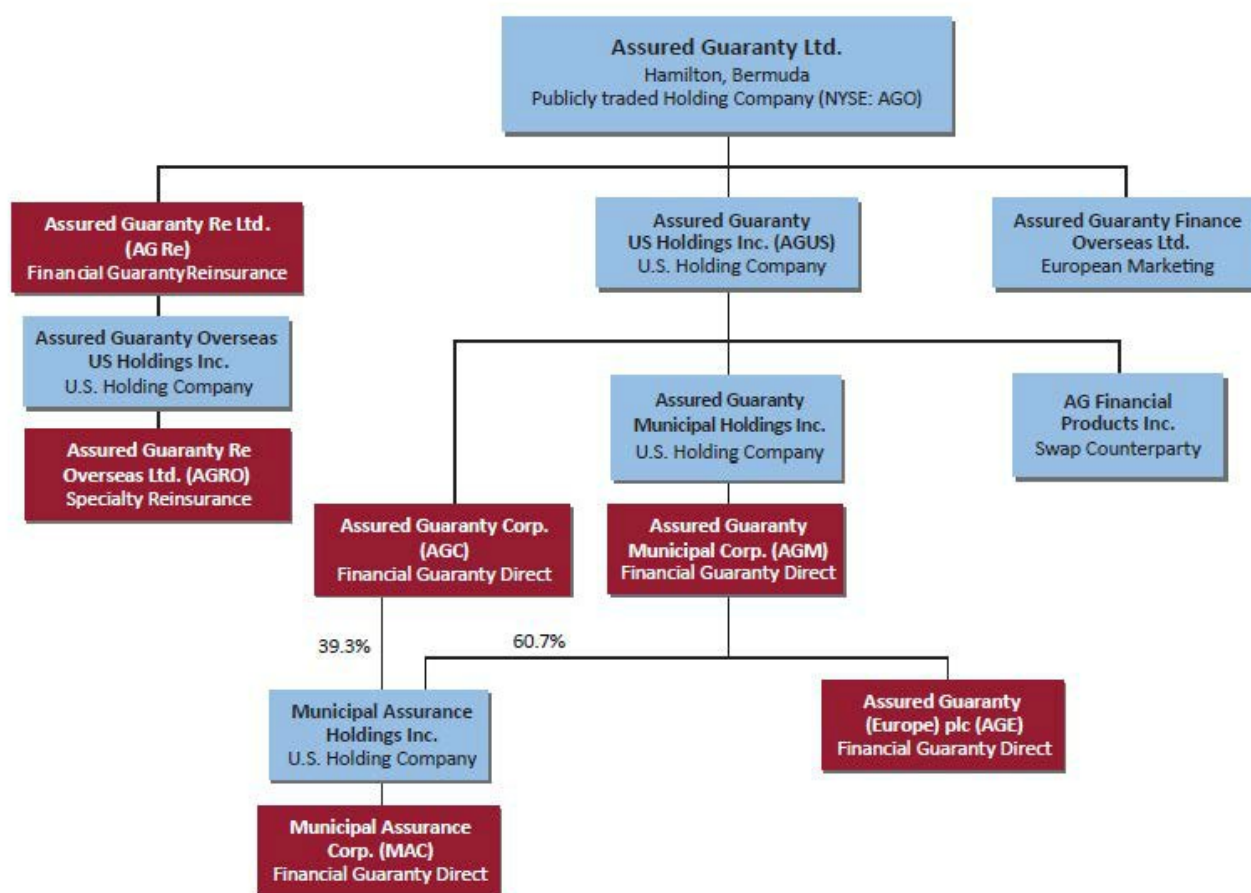 Assured Guaranty Ltd.
Hamilton, Bermuda
Publicly traded Holding Company (NYSE: AGO)
Assured Guaranty Re Ltd.
(AG Re)
Financial Guaranty Reinsurance
Assured Guaranty
US Holdings Inc. (AGUS)
U.S. Holding Company
Assured Guaranty Finance
Overseas Ltd.
European Marketing
Assured Guaranty Overseas
US Holdings Inc.
U.S. Holding Company
Assured Guaranty
Municipal Holdings Inc.
U.S. Holding Company
AG Financial
Products Inc.
Swap Counterparty
Assured Guaranty Re
Overseas Ltd. (AGRO)
Specialty Reinsurance
Assured Guaranty Corp.
(AGC)
Financial Guaranty Direct
Assured Guaranty
Municipal Corp. (AGM)
Financial Guaranty Direct
39.3%
60.7%
Municipal Assurance
Holdings Inc.
U.S. Holding Company
Assured Guaranty
(Europe) plc (AGE)
Financial Guaranty Direct
Municipal Assurance
Corp. (MAC)
Financial Guaranty Direct